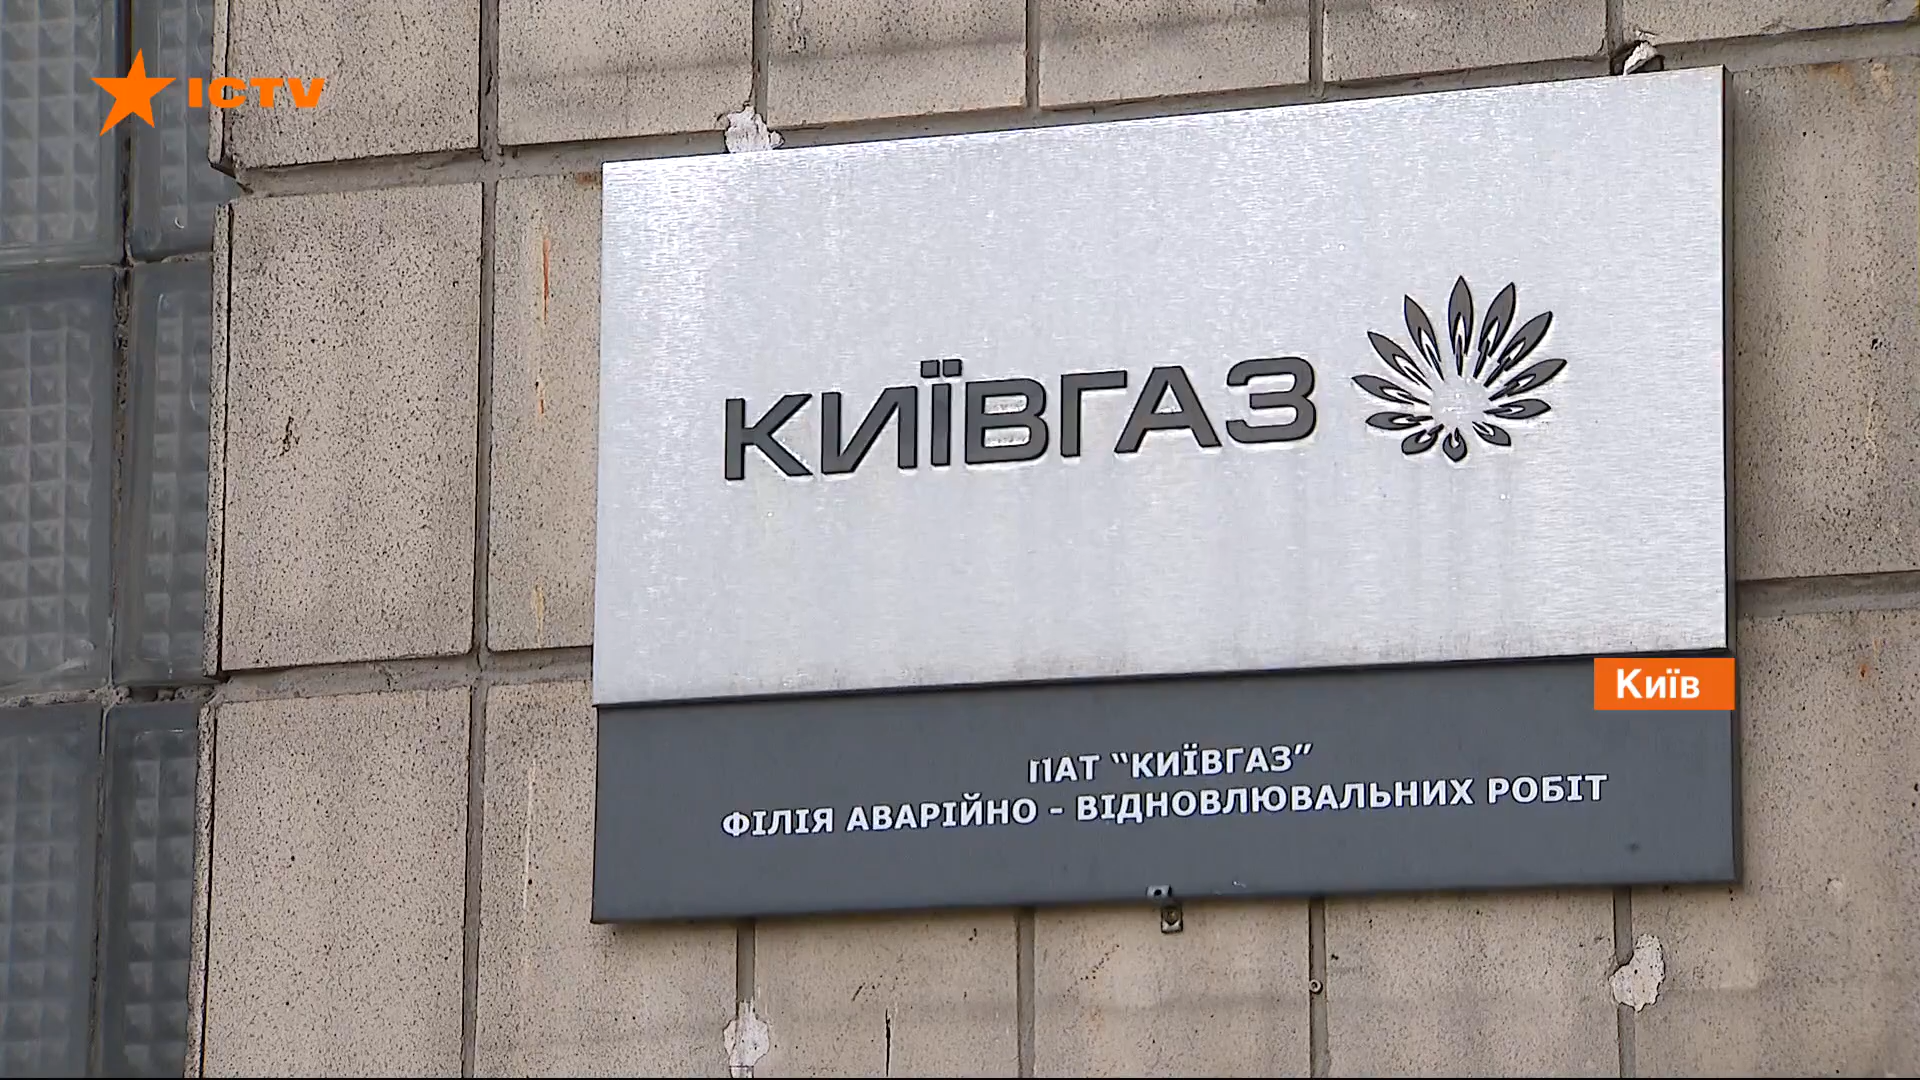 ICTV
КИЇВГАЗ
Київ
ПАТ “КИЇВГАЗ”
ФІЛІЯ АВАРІЙНО - ВІДНОВЛЮВАЛЬНИХ РОБІТ